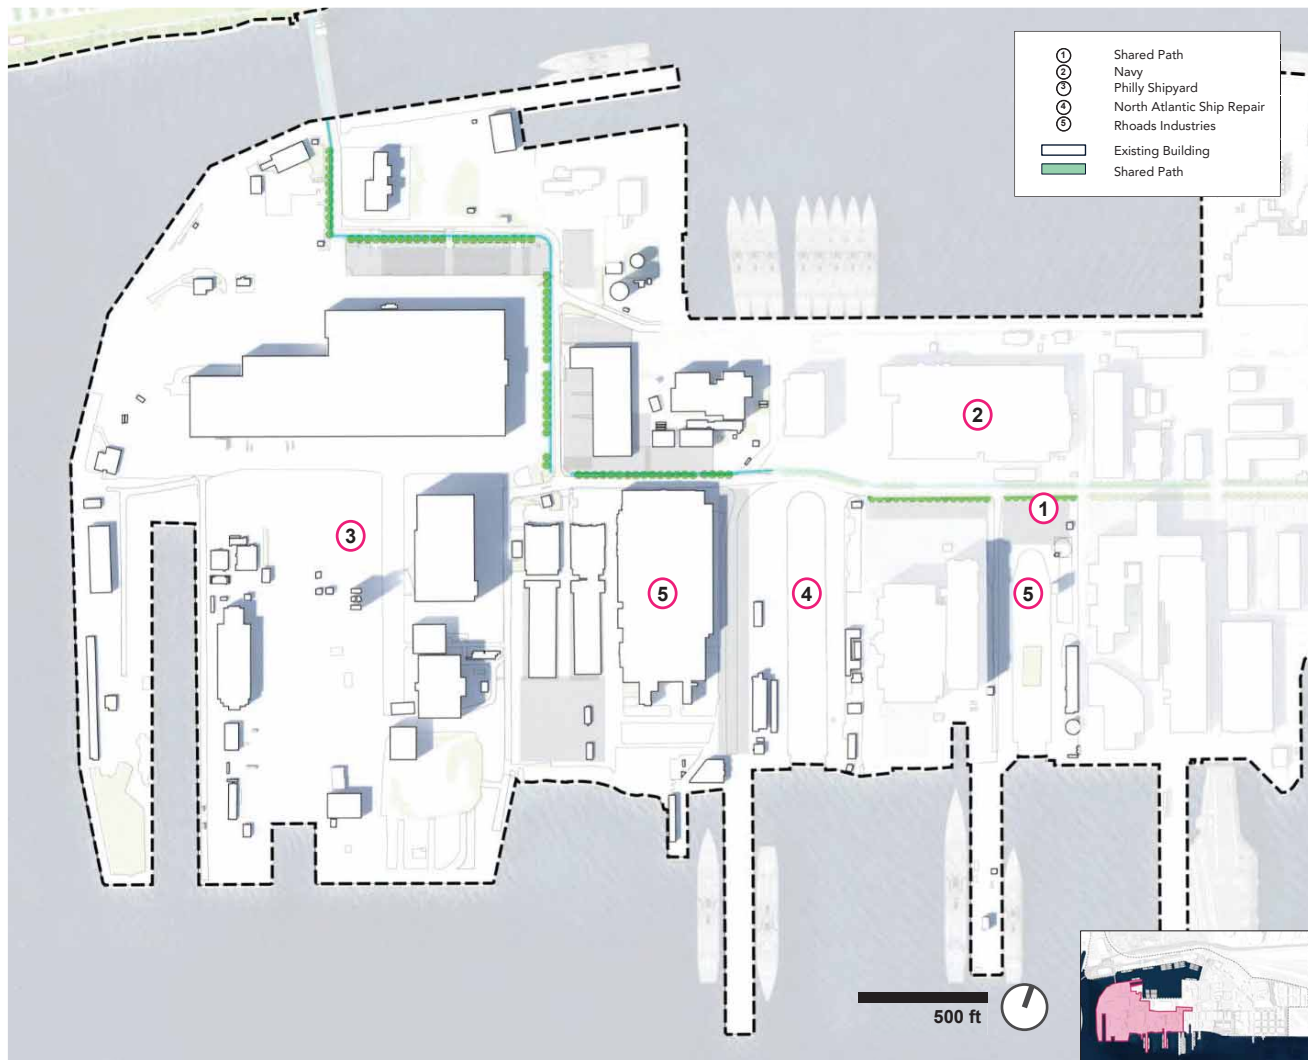 1 Shared Path
2 Navy
3 Philly Shipyard
4 North Atlantic Ship Repair
5 Rhoads Industries
Existing Building
Shared Path
2
1
3
5
4
5
500 ft